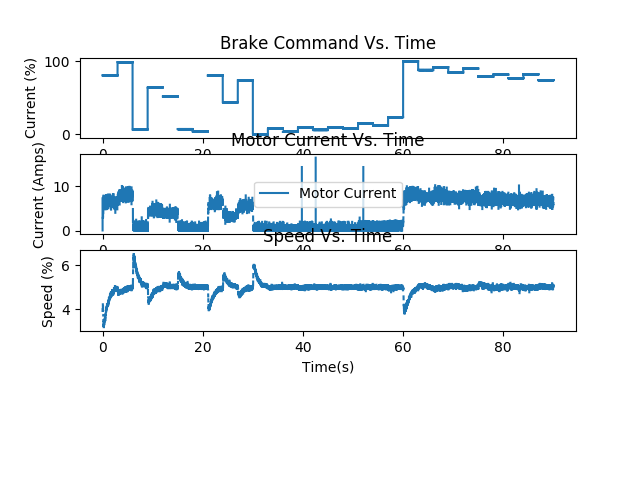 Brake Command Vs. Time
Current (%)
100
0
0 20 40 60 80
Motor Current Vs. Time
Current (Amps)
10
0
Motor Current
0 20 40 60 80
Speed Vs. Time
Speed (%)
6
4
0 20 40 60 80
Time(s)